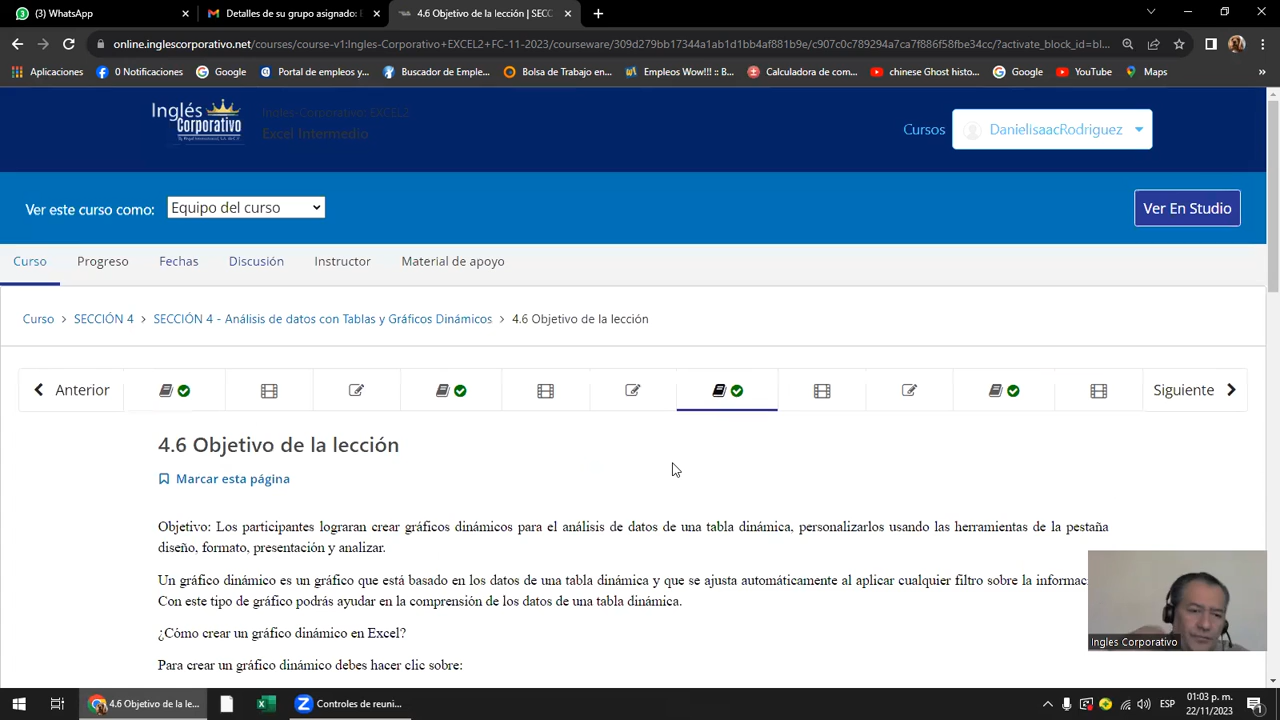 (3) WhatsApp
Detalles de su grupo asignado: I
4.6 Objetivo de la lección | SECC
online.inglescorporativo.net/courses/course-v1:Ingles-Corporativo+EXCEL2+FC-11-2023/courseware/309d279bb17344a1ab1d1bb4af881b9e/c907c0c789294a7ca7f886f58fbe34cc/?activate_block_id=bl...
Aplicaciones
0 Notificaciones
Google
Portal de empleos y...
Buscador de Emple...
Bolsa de Trabajo en...
Empleos Wow!!! :: B...
Calculadora de com...
chinese Ghost histo...
Google
YouTube
Maps
»
Inglés
Corporativo
Ingles-Corporativo: EXCEL2
Excel Intermedio
Cursos
DanielisaacRodriguez
Ver este curso como:
Equipo del curso
Ver En Studio
Curso
Progreso
Fechas
Discusión
Instructor
Material de apoyo
Curso > SECCIÓN 4 > SECCIÓN 4 - Análisis de datos con Tablas y Gráficos Dinámicos > 4.6 Objetivo de la lección
Anterior
Siguiente
4.6 Objetivo de la lección
Marcar esta página
Objetivo: Los participantes lograran crear gráficos dinámicos para el análisis de datos de una tabla dinámica, personalizarlos usando las herramientas de la pestaña
diseño, formato, presentación y analizar.
Un gráfico dinámico es un gráfico que está basado en los datos de una tabla dinámica y que se ajusta automáticamente al aplicar cualquier filtro sobre la informac
Con este tipo de gráfico podrás ayudar en la comprensión de los datos de una tabla dinámica.
¿Cómo crear un gráfico dinámico en Excel?
Para crear un gráfico dinámico debes hacer clic sobre:
Ingles Corporativo
4.6 Objetivo de la le...
Controles de reuni...
ESP
01:03 p. m.
22/11/2023
1